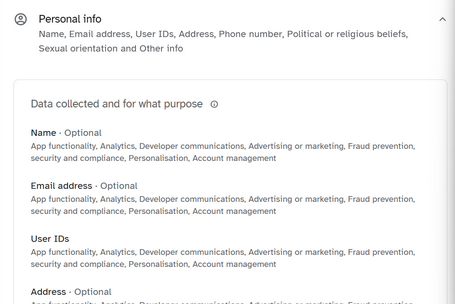 Personal info
Name, Email address, User IDs, Address, Phone number, Political or religious beliefs,
Sexual orientation and Other info
Data collected and for what purpose
Name · Optional
App functionality, Analytics, Developer communications, Advertising or marketing, Fraud prevention,
security and compliance, Personalisation, Account management
Email address · Optional
App functionality, Analytics, Developer communications, Advertising or marketing, Fraud prevention,
security and compliance, Personalisation, Account management
User IDs
App functionality, Analytics, Developer communications, Advertising or marketing, Fraud prevention,
security and compliance, Personalisation, Account management
Address · Optional